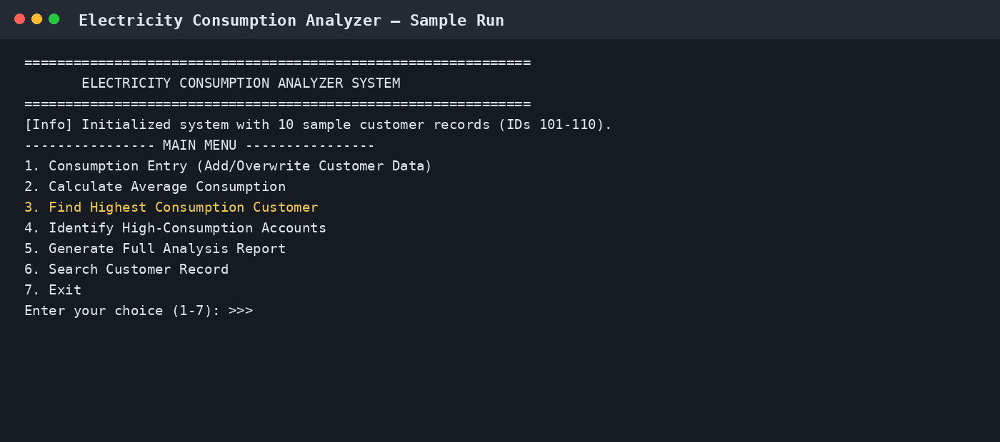 Electricity Consumption Analyzer — Sample Run
==============================================================
ELECTRICITY CONSUMPTION ANALYZER SYSTEM
==============================================================
[Info] Initialized system with 10 sample customer records (IDs 101-110).
---------------- MAIN MENU ----------------
1. Consumption Entry (Add/Overwrite Customer Data)
2. Calculate Average Consumption
3. Find Highest Consumption Customer
4. Identify High-Consumption Accounts
5. Generate Full Analysis Report
6. Search Customer Record
7. Exit
Enter your choice (1-7): >>>